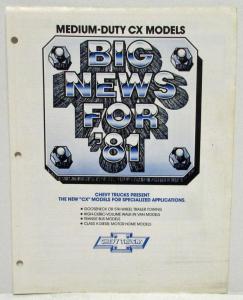 MEDIUM-DUTY CX MODELS
BIG
NEWS
FOR
'81
CHEVY TRUCKS PRESENT
THE NEW "CX" MODELS FOR SPECIALIZED APPLICATIONS.
• GOOSENECK OR 5TH WHEEL TRAILER TOWING
• HIGH-CUBIC-VOLUME WALK-IN VAN MODELS
• TRANSIT BUS MODELS
• CLASS A DIESEL MOTOR HOME MODELS
CHEVY TRUCKS